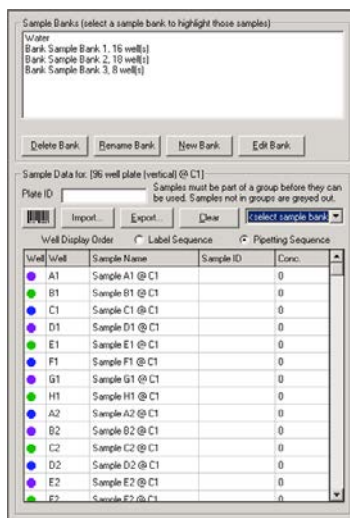 Sample Banks (select a sample bank to highlight those samples)
Water
Bank Sample Bank 1, 16 well(s)
Bank Sample Bank 2, 18 well(s)
Bank Sample Bank 3, 8 well(s)
Delete Bank Rename Bank New Bank Edit Bank
Sample Data for: [96 well plate (vertical) @ C1]
Plate ID
Samples must be part of a group before they can
be used. Samples not in groups are greyed out.
Import... Export... Clear <select sample bank
Well Display Order Label Sequence Pipetting Sequence
Well Well Sample Name Sample ID Conc.
A1 Sample A1 @ C1 0
B1 Sample B1 @ C1 0
C1 Sample C1 @ C1 0
D1 Sample D1 @ C1 0
E1 Sample E1 @ C1 0
F1 Sample F1 @ C1 0
G1 Sample G1 @ C1 0
H1 Sample H1 @ C1 0
A2 Sample A2 @ C1 0
B2 Sample B2 @ C1 0
C2 Sample C2 @ C1 0
D2 Sample D2 @ C1 0
E2 Sample E2 @ C1 0
F2 Sample F2 @ C1 0